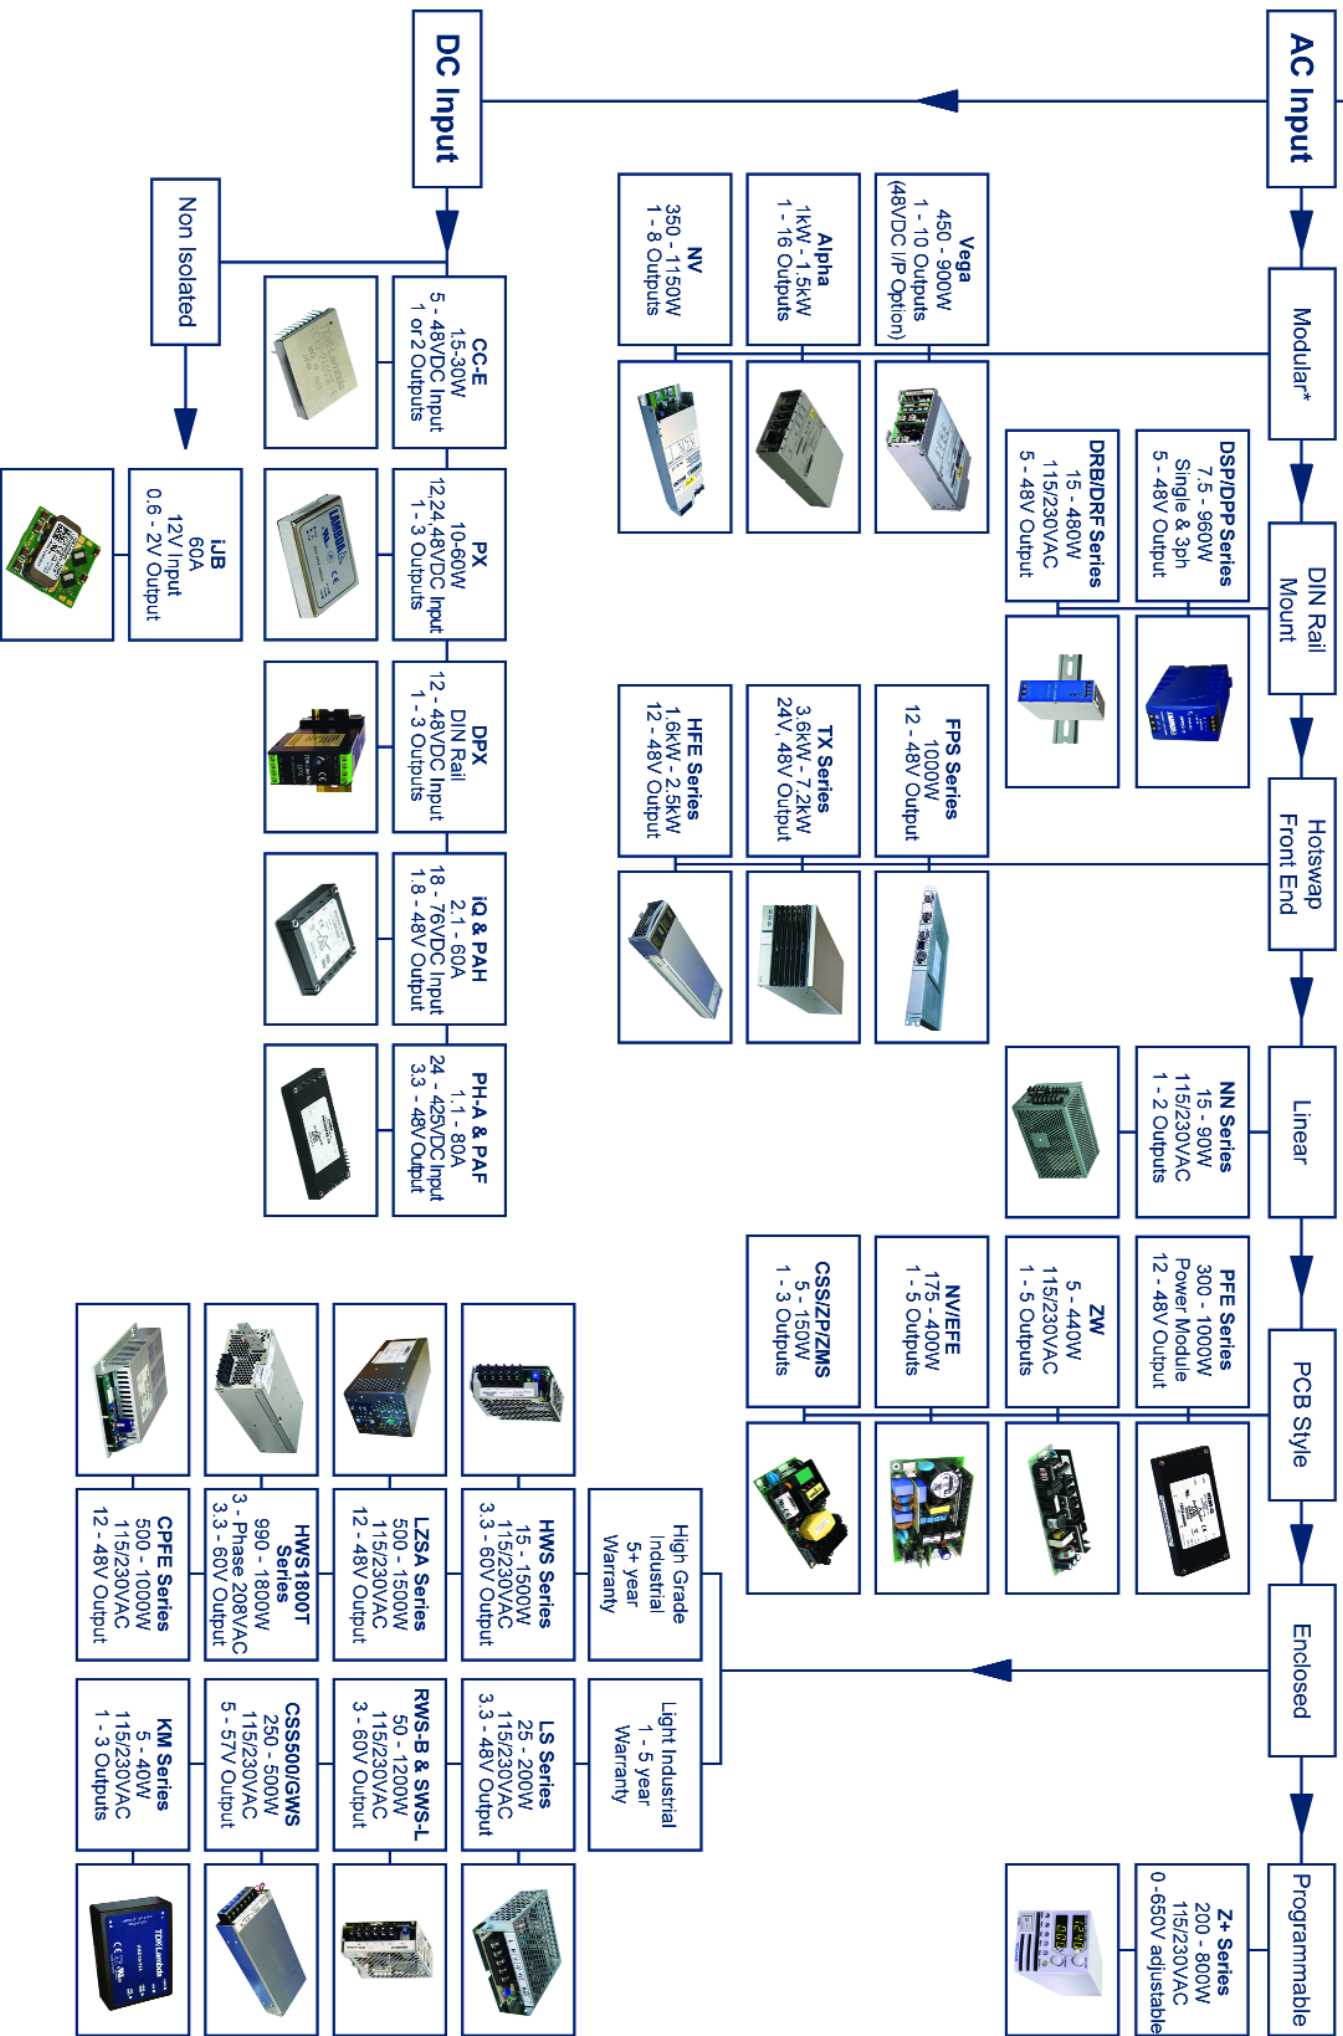 AC Input
Modular*
DIN Rail
Mount
Hotswap
Front End
Linear
PCB Style
Enclosed
Programmable
Vega
450 - 900W
1 - 10 Outputs
(48VDC I/P Option)
Alpha
1kW - 1.5kW
1 - 16 Outputs
NV
350 - 1150W
1 - 8 Outputs
DSP/DPP Series
7.5 - 960W
Single & 3ph
5 - 48V Output
DRB/DRF Series
15 - 480W
115/230VAC
5 - 48V Output
FPS Series
1000W
12 - 48V Output
TX Series
3.6kW - 7.2kW
24V, 48V Output
HFE Series
1.6kW - 2.5kW
12 - 48V Output
NN Series
15 - 90W
115/230VAC
1 - 2 Outputs
PFE Series
300 - 1000W
Power Module
12 - 48V Output
ZW
5 - 440W
115/230VAC
1 - 5 Outputs
NV/EFE
175 - 400W
1 - 5 Outputs
CSS/ZP/ZMS
5 - 150W
1 - 3 Outputs
Z+ Series
200 - 800W
115/230VAC
0 -650V adjustable
High Grade
Industrial
5+ year
Warranty
HWS Series
15 - 1500W
115/230VAC
3.3 - 60V Output
LZSA Series
500 - 1500W
115/230VAC
12 - 48V Output
HWS1800T
Series
990 - 1800W
3 - Phase 208VAC
3.3 - 60V Output
CPFE Series
500 - 1000W
115/230VAC
12 - 48V Output
Light Industrial
1 - 5 year
Warranty
LS Series
25 - 200W
115/230VAC
3.3 - 48V Output
RWS-B & SWS-L
50 - 1200W
115/230VAC
3 - 60V Output
CSS500/GWS
250 - 500W
115/230VAC
5 - 57V Output
KM Series
5 - 40W
115/230VAC
1 - 3 Outputs
TDK-Lambda
DC Input
CC-E
1.5-30W
5 - 48VDC Input
1 or 2 Outputs
TDK-Lambda
PX
10-60W
12,24,48VDC Input
1 - 3 Outputs
LAMBDA
DPX
DIN Rail
12 - 48VDC Input
1 - 3 Outputs
iQ & PAH
2.1 - 60A
18 - 76VDC Input
1.8 - 48V Output
PH-A & PAF
1.1 - 80A
24 - 425VDC Input
3.3 - 48V Output
Non Isolated
iJB
60A
12V Input
0.6 - 2V Output